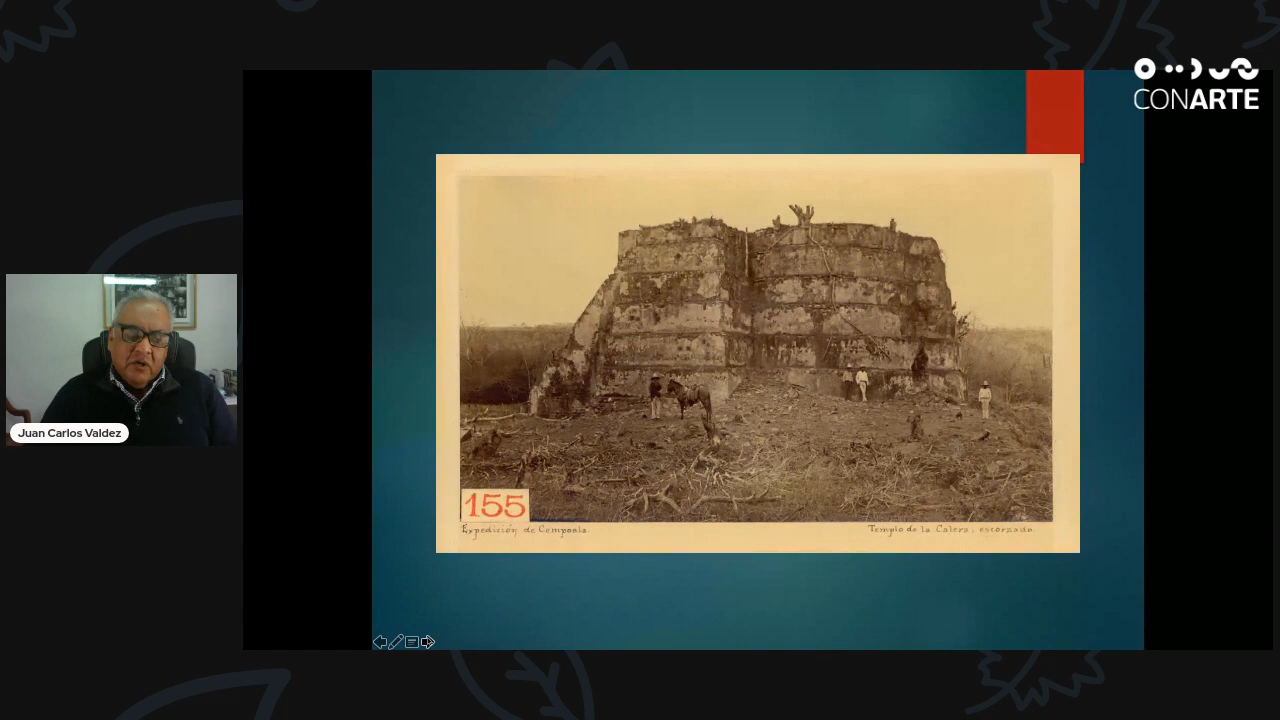 CONARTE
Juan Carlos Valdez
155
Expedición de Cempoala.
Templo de la Calera: escorzado.